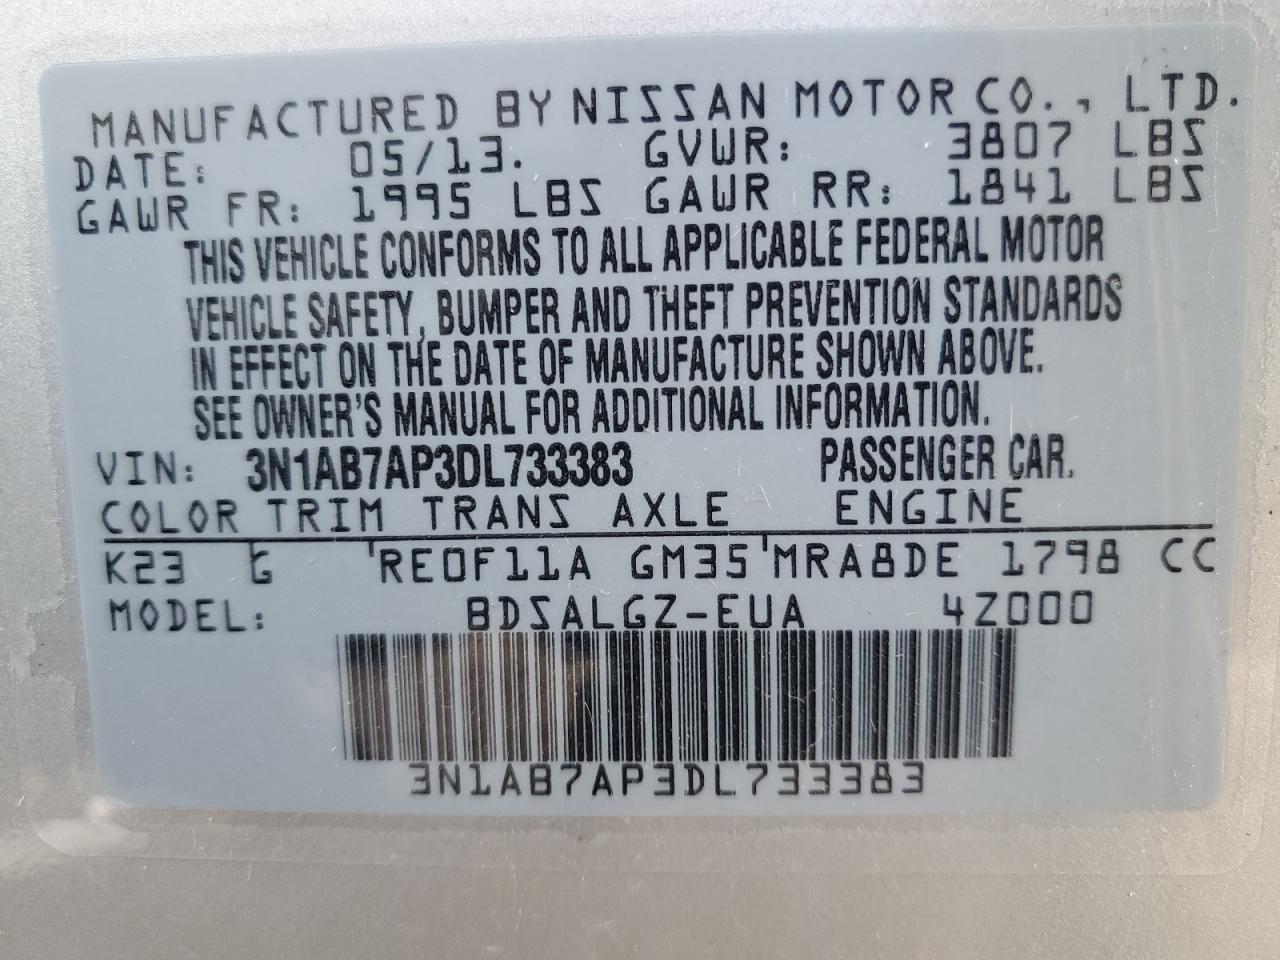 MANUFACTURED BY NISSAN MOTOR CO., LTD.
DATE: 05/13. GVWR: 3807 LBS
GAWR FR: 1995 LBS GAWR RR: 1841 LBS
THIS VEHICLE CONFORMS TO ALL APPLICABLE FEDERAL MOTOR
VEHICLE SAFETY, BUMPER AND THEFT PREVENTION STANDARDS
IN EFFECT ON THE DATE OF MANUFACTURE SHOWN ABOVE.
SEE OWNER'S MANUAL FOR ADDITIONAL INFORMATION.
VIN: 3N1AB7AP3DL733383 PASSENGER CAR.
COLOR TRIM TRANS AXLE ENGINE
K23 G RE0F11A GM35 MRA8DE 1798 CC
MODEL: BDSALGZ-EUA 4Z000
3N1AB7AP3DL733383